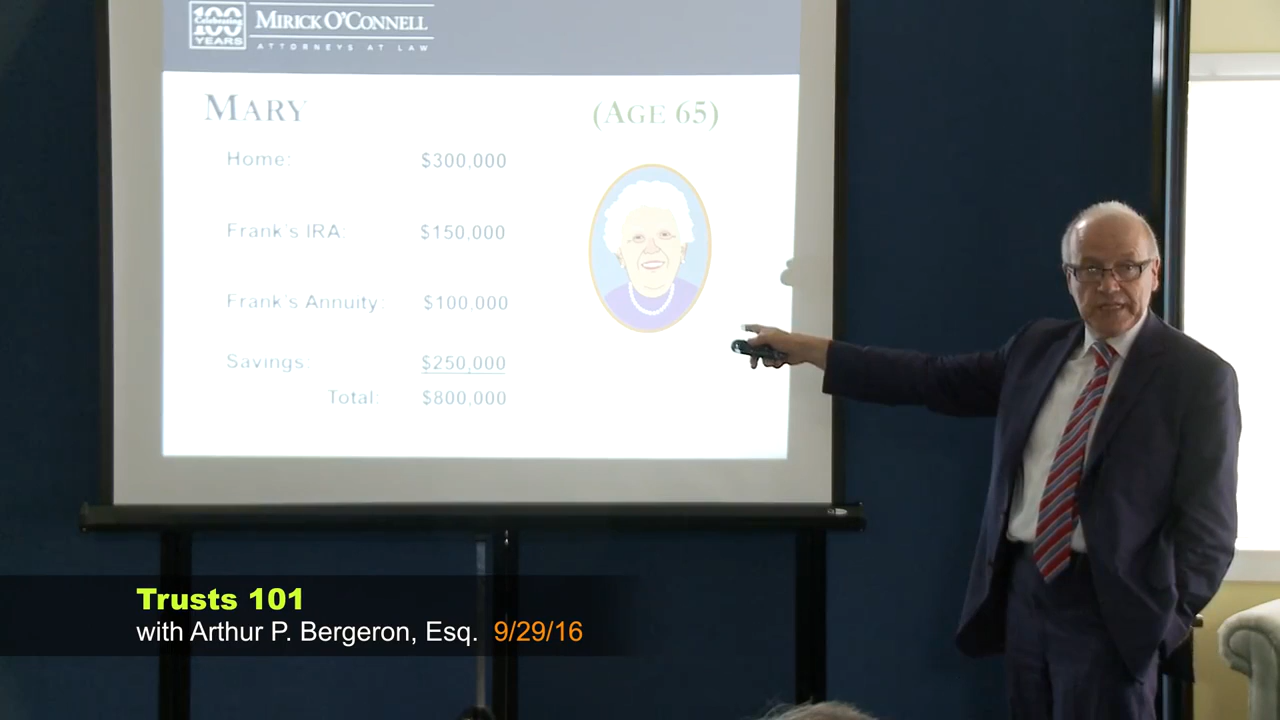 Celebrating
100
YEARS
MIRICK O'CONNELL
ATTORNEYS AT LAW
MARY
(AGE 65)
Home: $300,000
Frank's IRA: $150,000
Frank's Annuity: $100,000
Savings: $250,000
Total: $800,000
Trusts 101
with Arthur P. Bergeron, Esq. 9/29/16